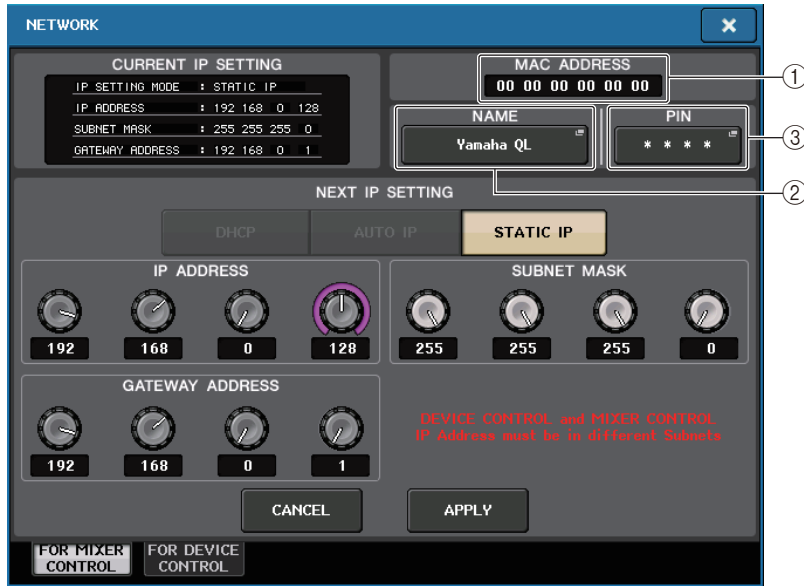 NETWORK
×
CURRENT IP SETTING
IP SETTING MODE : STATIC IP
IP ADDRESS : 192 168 0 128
SUBNET MASK : 255 255 255 0
GATEWAY ADDRESS : 192 168 0 1
MAC ADDRESS
00 00 00 00 00 00
①
NAME
Yamaha QL
PIN
* * * *
③
②
NEXT IP SETTING
DHCP
AUTO IP
STATIC IP
IP ADDRESS
192 168 0 128
SUBNET MASK
255 255 255 0
GATEWAY ADDRESS
192 168 0 1
DEVICE CONTROL and MIXER CONTROL
IP Address must be in different Subnets
CANCEL
APPLY
FOR MIXER
CONTROL
FOR DEVICE
CONTROL